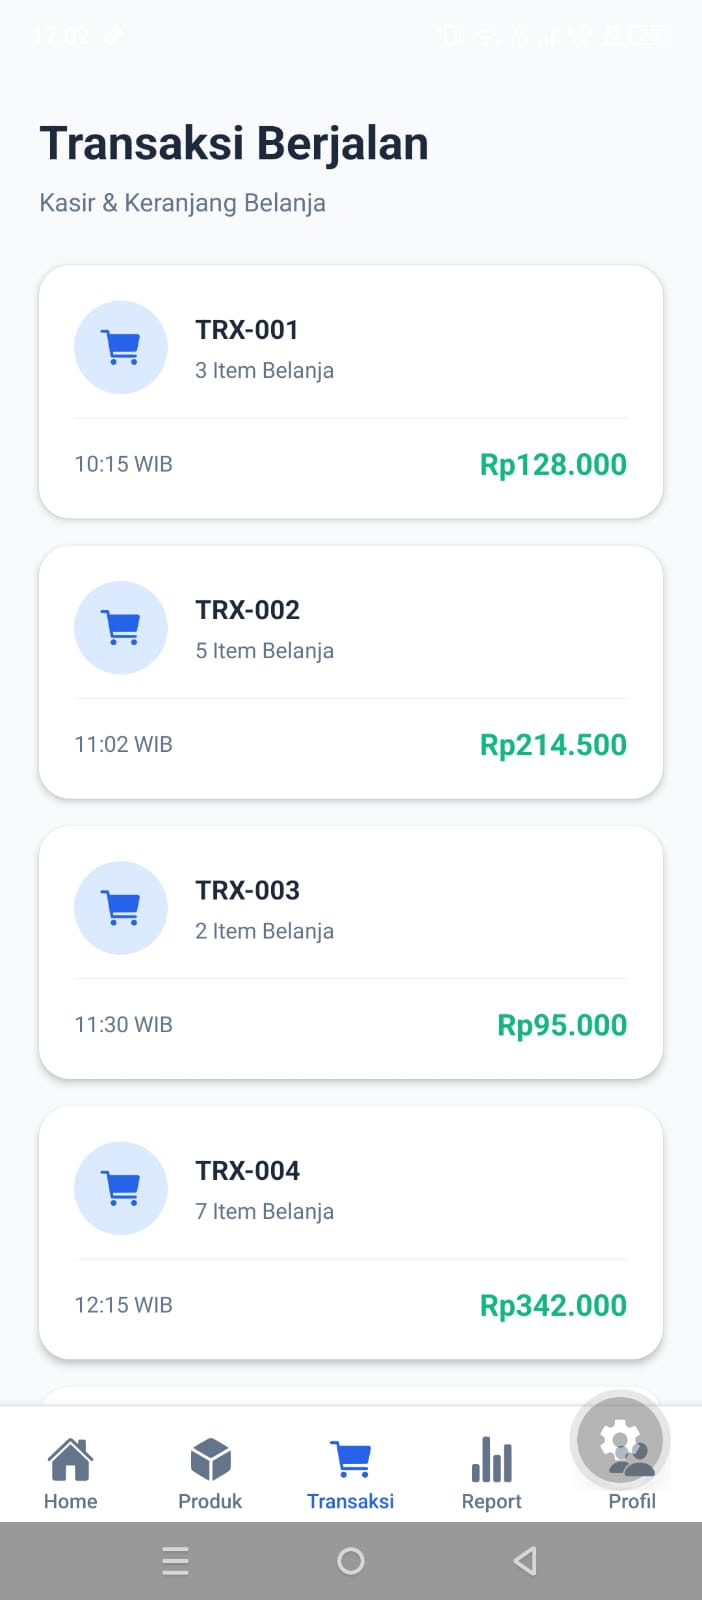 17.02
Transaksi Berjalan
Kasir & Keranjang Belanja
TRX-001
3 Item Belanja
10:15 WIB
Rp128.000
TRX-002
5 Item Belanja
11:02 WIB
Rp214.500
TRX-003
2 Item Belanja
11:30 WIB
Rp95.000
TRX-004
7 Item Belanja
12:15 WIB
Rp342.000
Home
Produk
Transaksi
Report
Profil